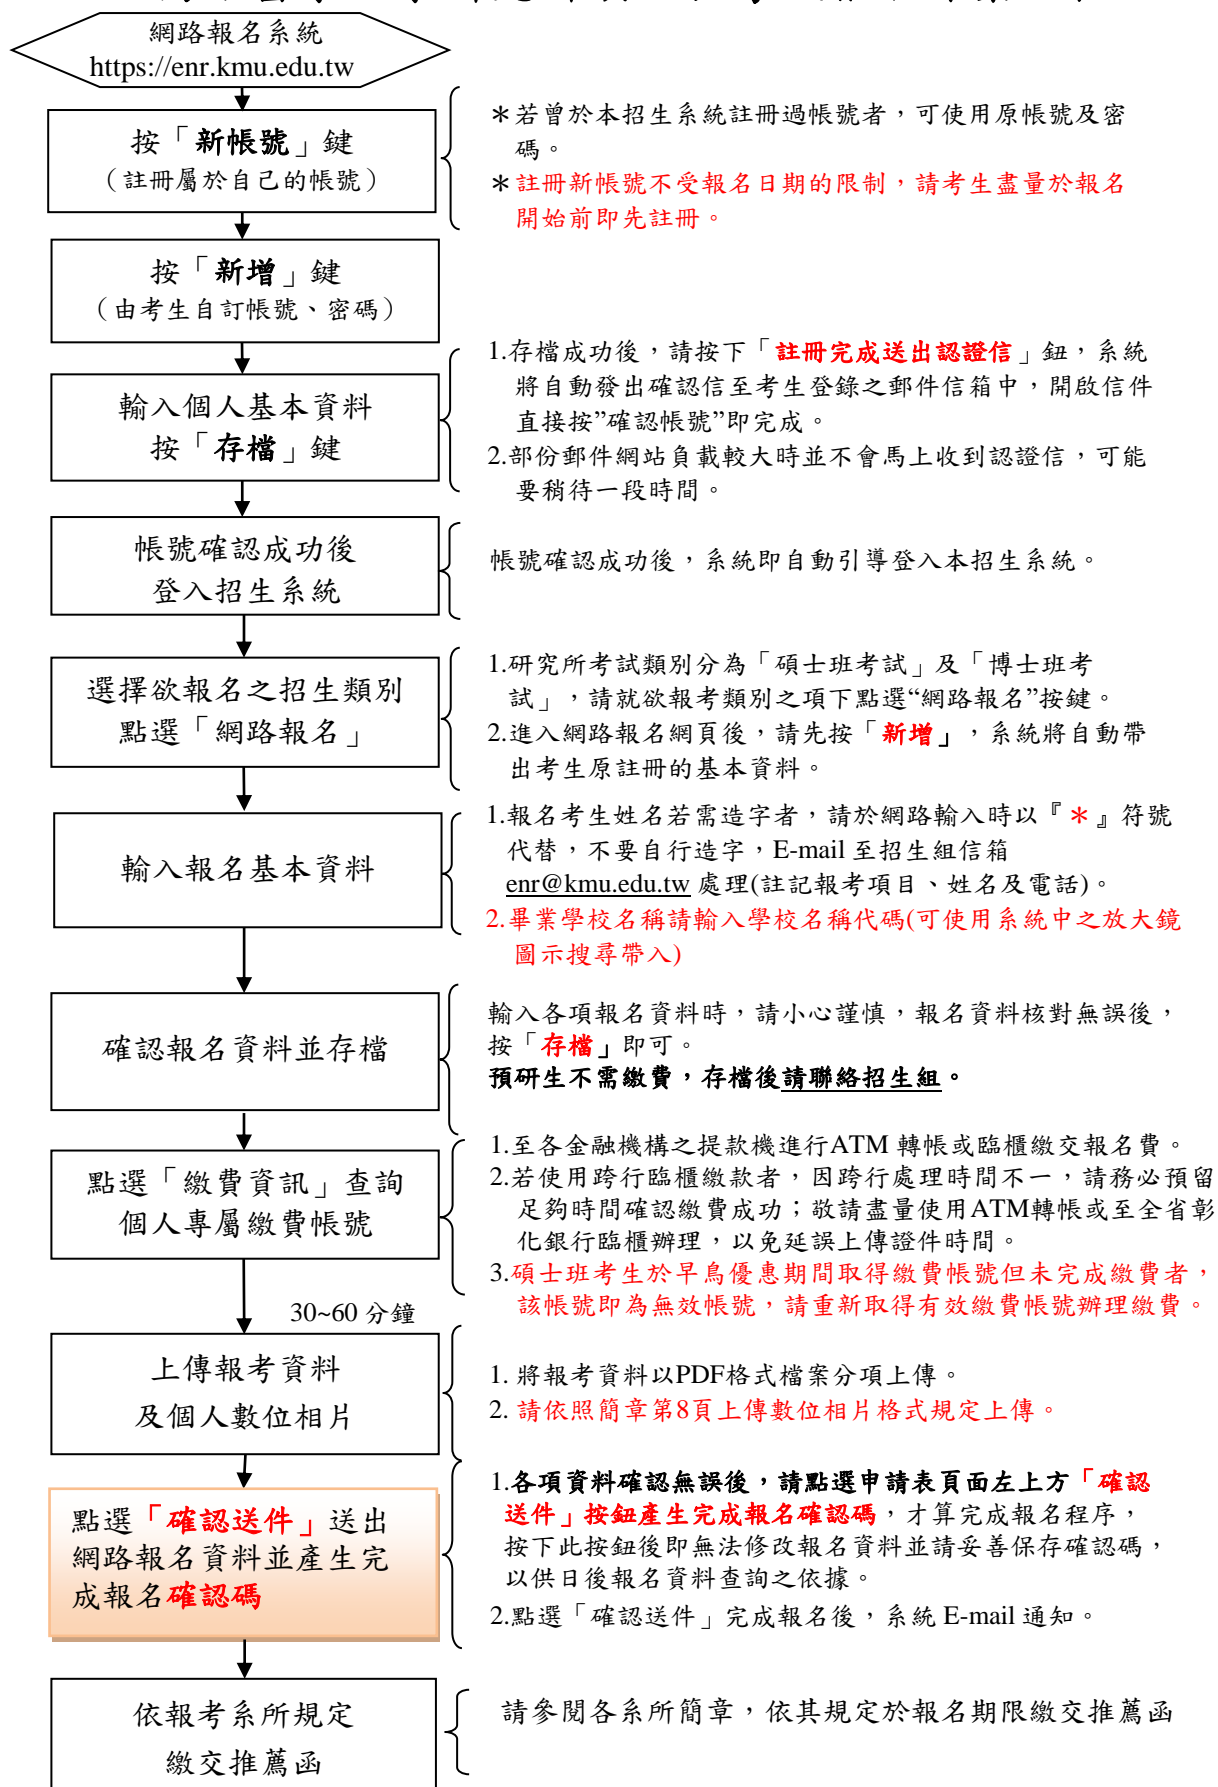 網路報名系統
https://enr.kmu.edu.tw
按「新帳號」鍵
（註冊屬於自己的帳號）
＊若曾於本招生系統註冊過帳號者，可使用原帳號及密
碼。
＊註冊新帳號不受報名日期的限制，請考生盡量於報名
開始前即先註冊。
按「新增」鍵
（由考生自訂帳號、密碼）
輸入個人基本資料
按「存檔」鍵
1.存檔成功後，請按下「註冊完成送出認證信」鈕，系統
將自動發出確認信至考生登錄之郵件信箱中，開啟信件
直接按”確認帳號”即完成。
2.部份郵件網站負載較大時並不會馬上收到認證信，可能
要稍待一段時間。
帳號確認成功後
登入招生系統
帳號確認成功後，系統即自動引導登入本招生系統。
選擇欲報名之招生類別
點選「網路報名」
1.研究所考試類別分為「碩士班考試」及「博士班考
試」，請就欲報考類別之項下點選“網路報名”按鍵。
2.進入網路報名網頁後，請先按「新增」，系統將自動帶
出考生原註冊的基本資料。
輸入報名基本資料
1.報名考生姓名若需造字者，請於網路輸入時以『＊』符號
代替，不要自行造字，E-mail 至招生組信箱
enr@kmu.edu.tw 處理(註記報考項目、姓名及電話)。
2.畢業學校名稱請輸入學校名稱代碼(可使用系統中之放大鏡
圖示搜尋帶入)
確認報名資料並存檔
輸入各項報名資料時，請小心謹慎，報名資料核對無誤後，
按「存檔」即可。
預研生不需繳費，存檔後請聯絡招生組。
點選「繳費資訊」查詢
個人專屬繳費帳號
1.至各金融機構之提款機進行ATM 轉帳或臨櫃繳交報名費。
2.若使用跨行臨櫃繳款者，因跨行處理時間不一，請務必預留
足夠時間確認繳費成功；敬請盡量使用ATM轉帳或至全省彰
化銀行臨櫃辦理，以免延誤上傳證件時間。
3.碩士班考生於早鳥優惠期間取得繳費帳號但未完成繳費者，
該帳號即為無效帳號，請重新取得有效繳費帳號辦理繳費。
30~60 分鐘
上傳報考資料
及個人數位相片
1. 將報考資料以PDF格式檔案分項上傳。
2. 請依照簡章第8頁上傳數位相片格式規定上傳。
點選「確認送件」送出
網路報名資料並產生完
成報名確認碼
1.各項資料確認無誤後，請點選申請表頁面左上方「確認
送件」按鈕產生完成報名確認碼，才算完成報名程序，
按下此按鈕後即無法修改報名資料並請妥善保存確認碼，
以供日後報名資料查詢之依據。
2.點選「確認送件」完成報名後，系統 E-mail 通知。
依報考系所規定
繳交推薦函
請參閱各系所簡章，依其規定於報名期限繳交推薦函